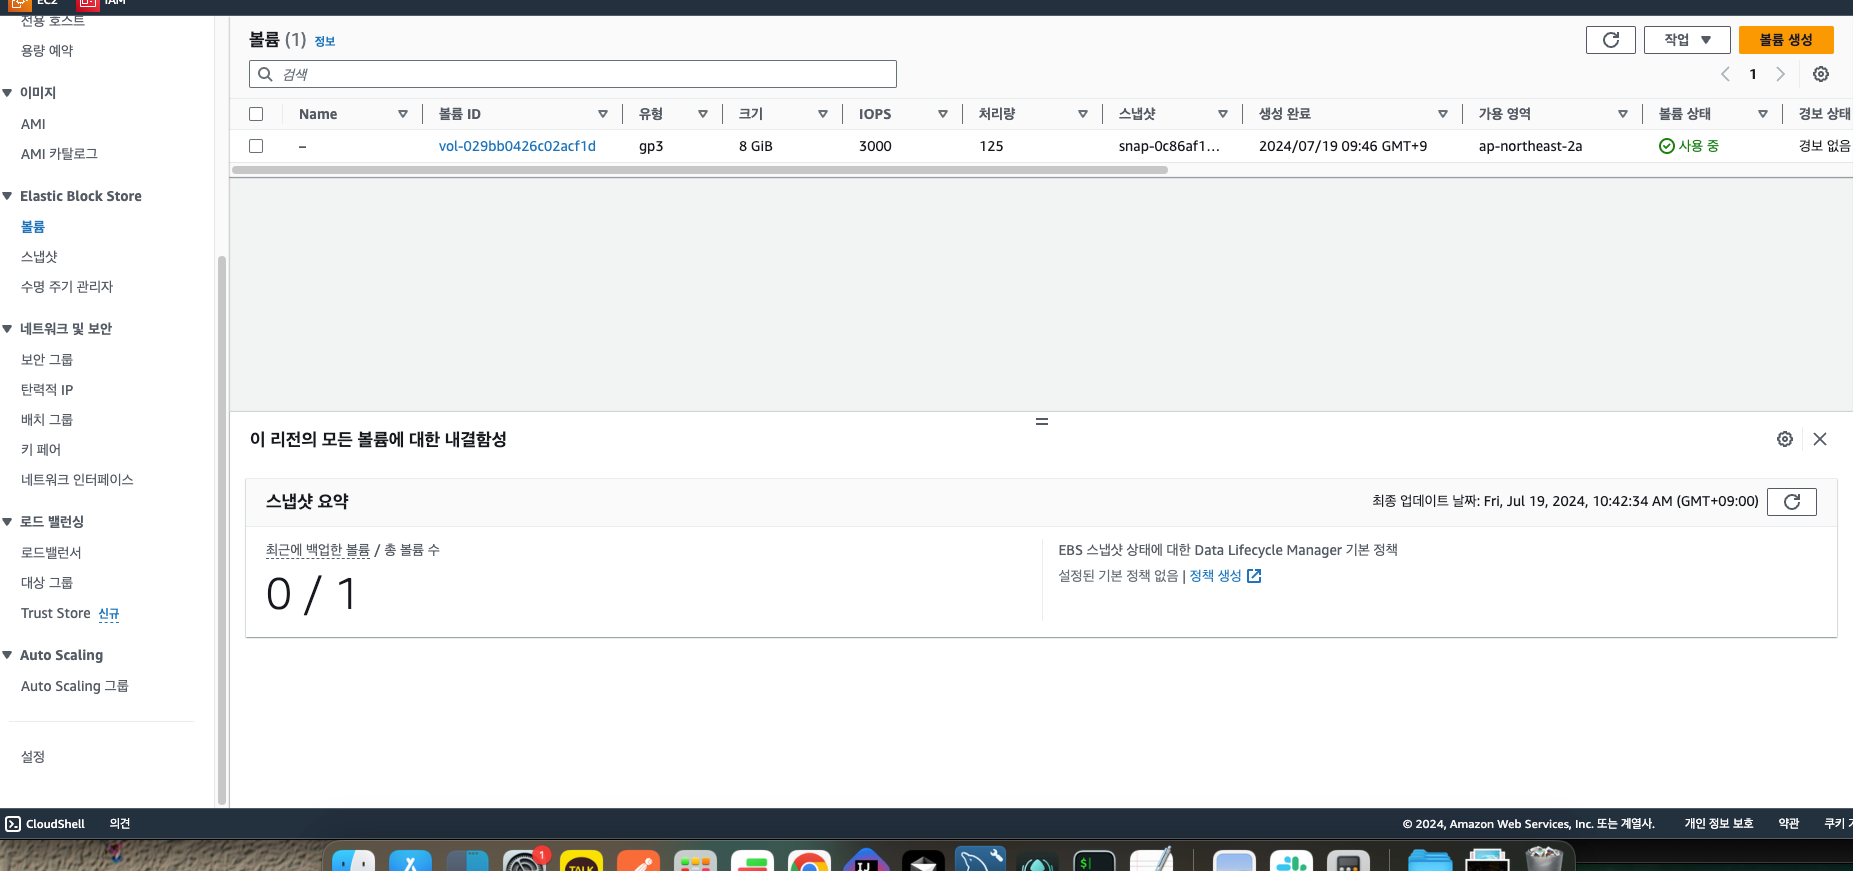 EC2 IAM
전용 호스트
용량 예약
이미지
AMI
AMI 카탈로그
Elastic Block Store
볼륨
스냅샷
수명 주기 관리자
네트워크 및 보안
보안 그룹
탄력적 IP
배치 그룹
키 페어
네트워크 인터페이스
로드 밸런싱
로드밸런서
대상 그룹
Trust Store 신규
Auto Scaling
Auto Scaling 그룹
설정
볼륨 (1) 정보
작업 볼륨 생성
검색
1
Name 볼륨 ID 유형 크기 IOPS 처리량 스냅샷 생성 완료 가용 영역 볼륨 상태 경보 상태
– vol-029bb0426c02acf1d gp3 8 GiB 3000 125 snap-0c86af1... 2024/07/19 09:46 GMT+9 ap-northeast-2a 사용 중 경보 없음
이 리전의 모든 볼륨에 대한 내결함성
스냅샷 요약
최종 업데이트 날짜: Fri, Jul 19, 2024, 10:42:34 AM (GMT+09:00)
최근에 백업한 볼륨 / 총 볼륨 수
0 / 1
EBS 스냅샷 상태에 대한 Data Lifecycle Manager 기본 정책
설정된 기본 정책 없음 | 정책 생성
CloudShell 의견
© 2024, Amazon Web Services, Inc. 또는 계열사. 개인 정보 보호 약관 쿠키
1
TALK
IJ
$